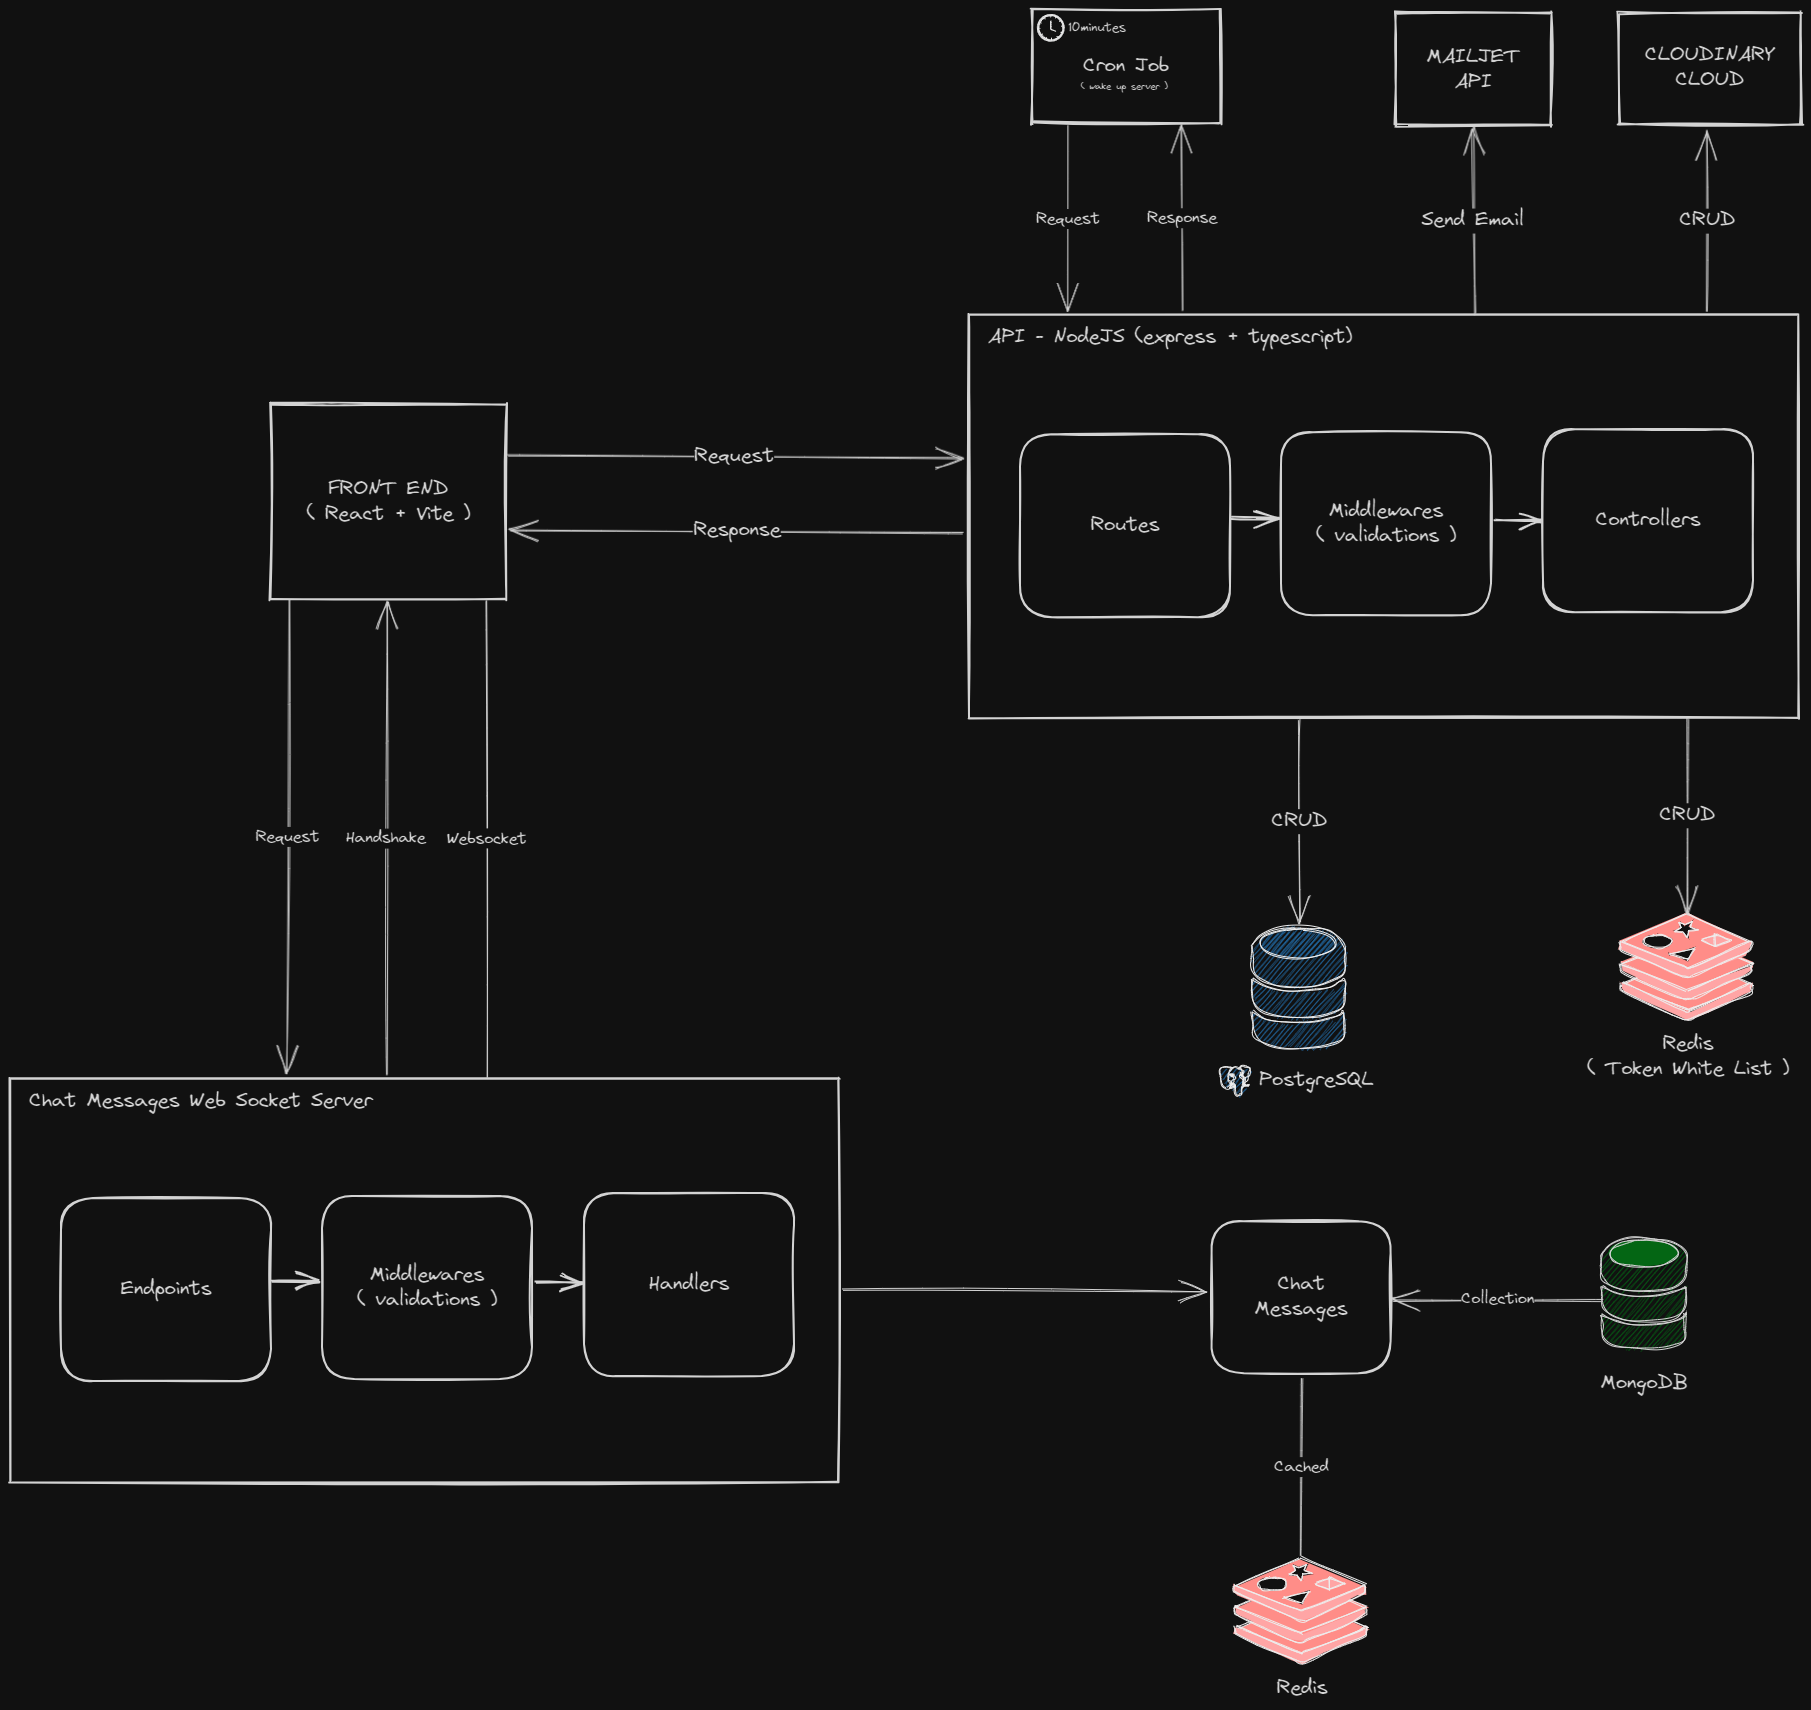 10minutes
Cron Job
( wake up server )
MAILJET
API
CLOUDINARY
CLOUD
Request
Response
Send Email
CRUD
API - NodeJS (express + typescript)
FRONT END
( React + Vite )
Request
Response
Routes
Middlewares
( validations )
Controllers
Request
Handshake
Websocket
CRUD
CRUD
PostgreSQL
Redis
( Token White List )
Chat Messages Web Socket Server
Endpoints
Middlewares
( validations )
Handlers
Chat
Messages
Collection
MongoDB
Cached
Redis